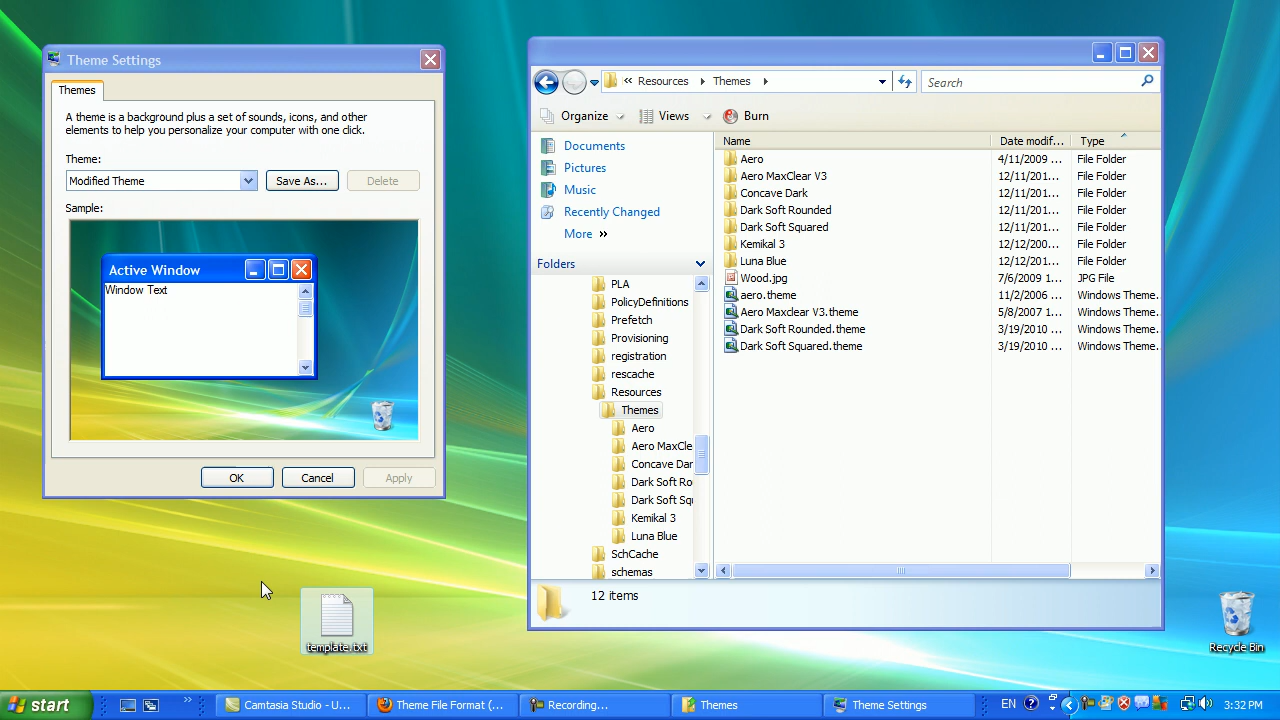 Theme Settings
Themes
A theme is a background plus a set of sounds, icons, and other
elements to help you personalize your computer with one click.
Theme:
Modified Theme
Save As...
Delete
Sample:
Active Window
Window Text
OK
Cancel
Apply
template.txt
« Resources
Themes
Search
Organize
Views
Burn
Documents
Pictures
Music
Recently Changed
More »
Folders
PLA
PolicyDefinitions
Prefetch
Provisioning
registration
rescache
Resources
Themes
Aero
Aero MaxCle
Concave Dar
Dark Soft Ro
Dark Soft Sq
Kemikal 3
Luna Blue
SchCache
schemas
Name Date modif... Type
Aero 4/11/2009 ... File Folder
Aero MaxClear V3 12/11/201... File Folder
Concave Dark 12/11/201... File Folder
Dark Soft Rounded 12/11/201... File Folder
Dark Soft Squared 12/11/201... File Folder
Kemikal 3 12/12/200... File Folder
Luna Blue 12/12/201... File Folder
Wood.jpg 7/6/2009 1... JPG File
aero.theme 11/2/2006 ... Windows Theme.
Aero Maxclear V3.theme 5/8/2007 1... Windows Theme.
Dark Soft Rounded.theme 3/19/2010 ... Windows Theme.
Dark Soft Squared.theme 3/19/2010 ... Windows Theme.
12 items
Recycle Bin
start
»
Camtasia Studio - U...
Theme File Format (...
Recording...
Themes
Theme Settings
EN
3:32 PM